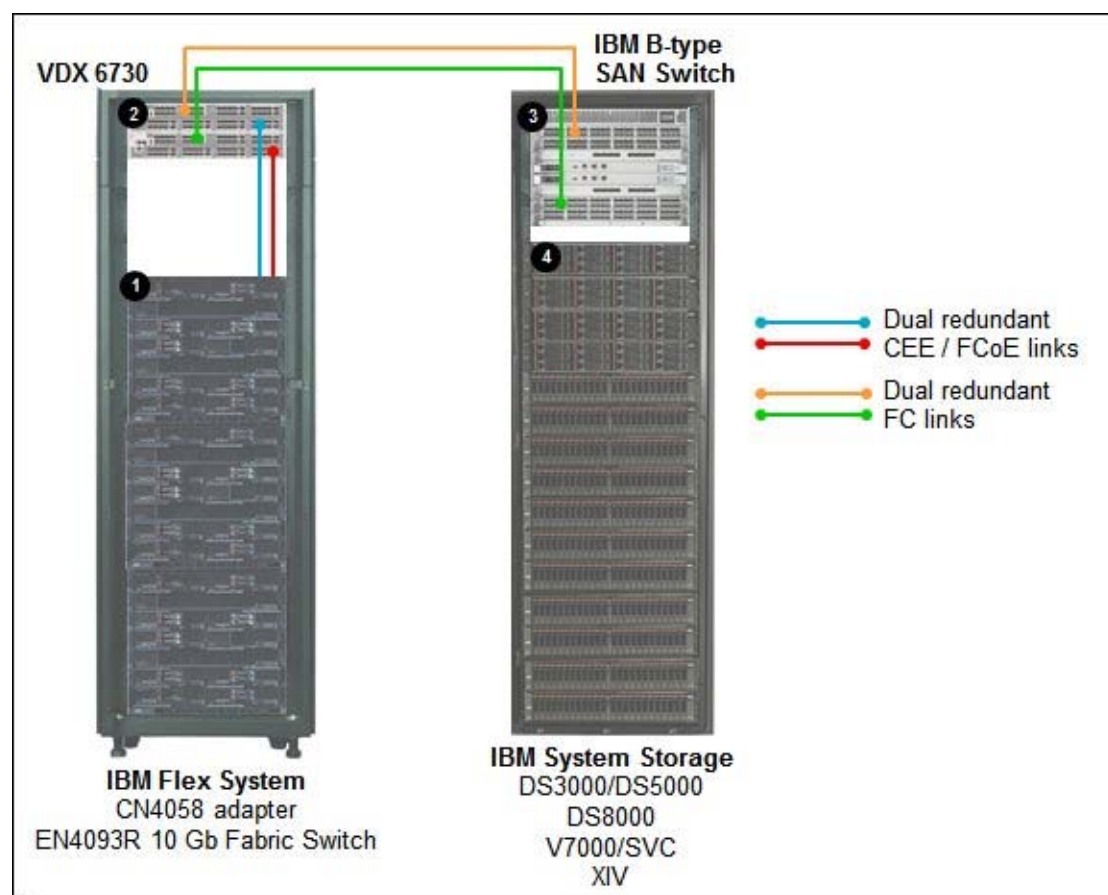 VDX 6730
IBM B-type
SAN Switch
2
3
1
4
Dual redundant
CEE / FCoE links
Dual redundant
FC links
IBM Flex System
CN4058 adapter
EN4093R 10 Gb Fabric Switch
IBM System Storage
DS3000/DS5000
DS8000
V7000/SVC
XIV